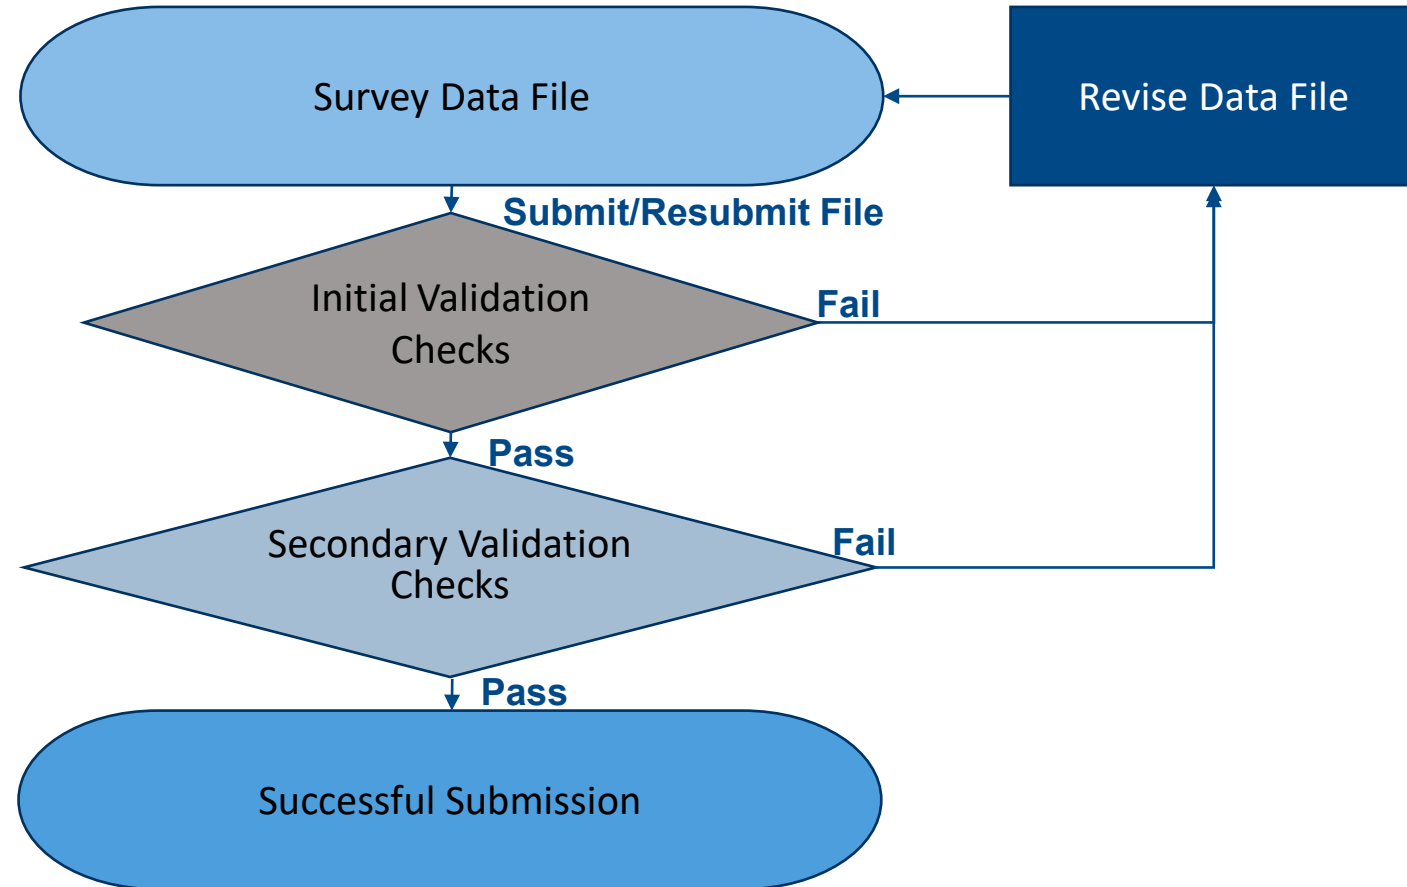 Survey Data File
Revise Data File
Submit/Resubmit File
Initial Validation
Checks
Fail
Pass
Secondary Validation
Checks
Fail
Pass
Successful Submission